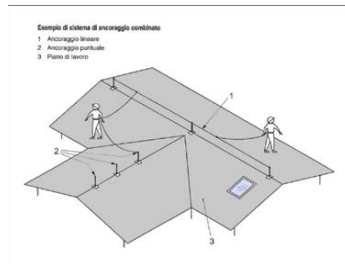 Esempio di sistema di ancoraggio combinato
1 Ancoraggio lineare
2 Ancoraggio puntuale
3 Piano di lavoro
1
2
3